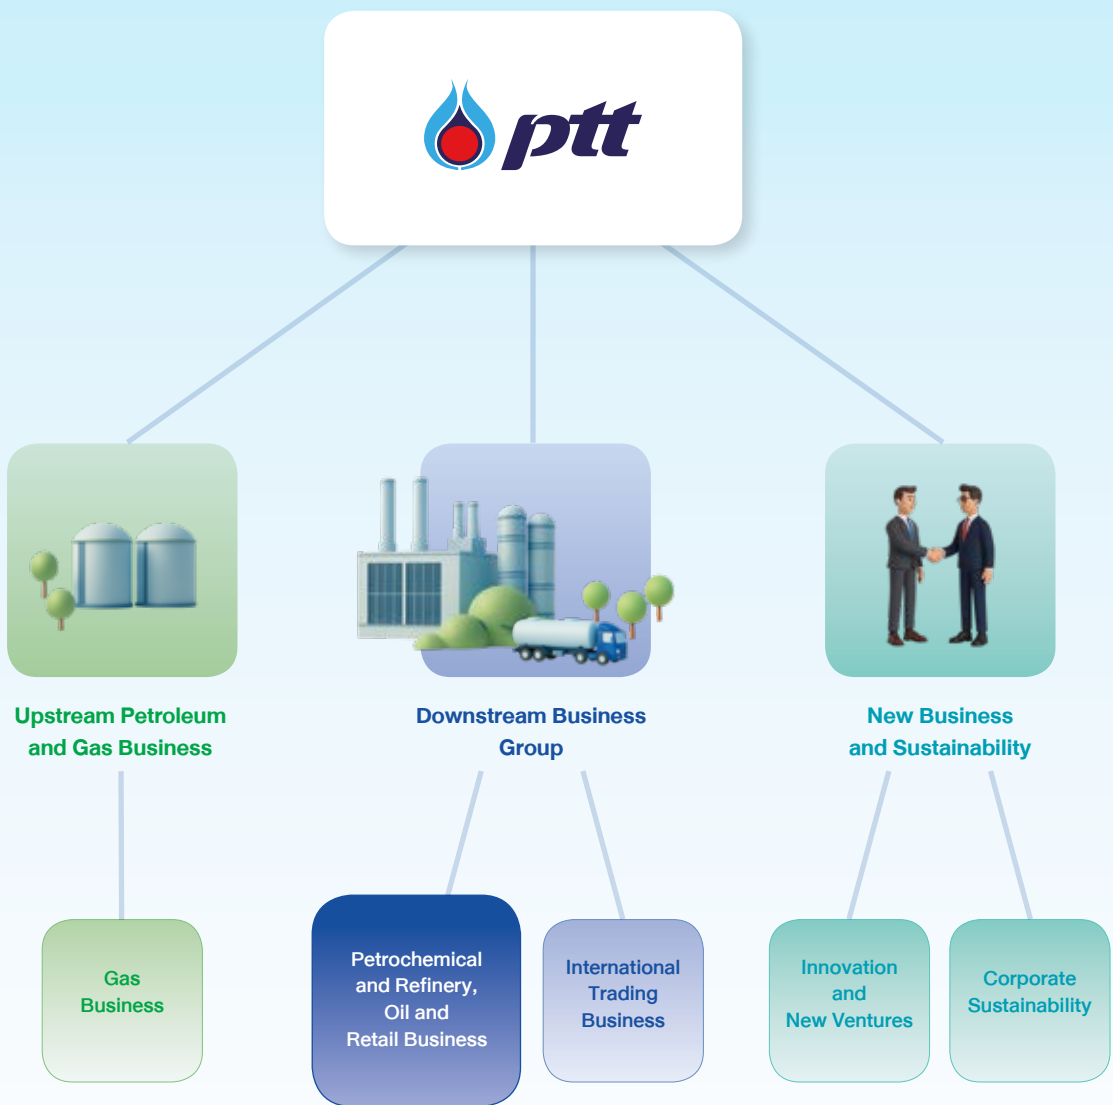 ptt
Upstream Petroleum
and Gas Business
Downstream Business
Group
New Business
and Sustainability
Gas
Business
Petrochemical
and Refinery,
Oil and
Retail Business
International
Trading
Business
Innovation
and
New Ventures
Corporate
Sustainability